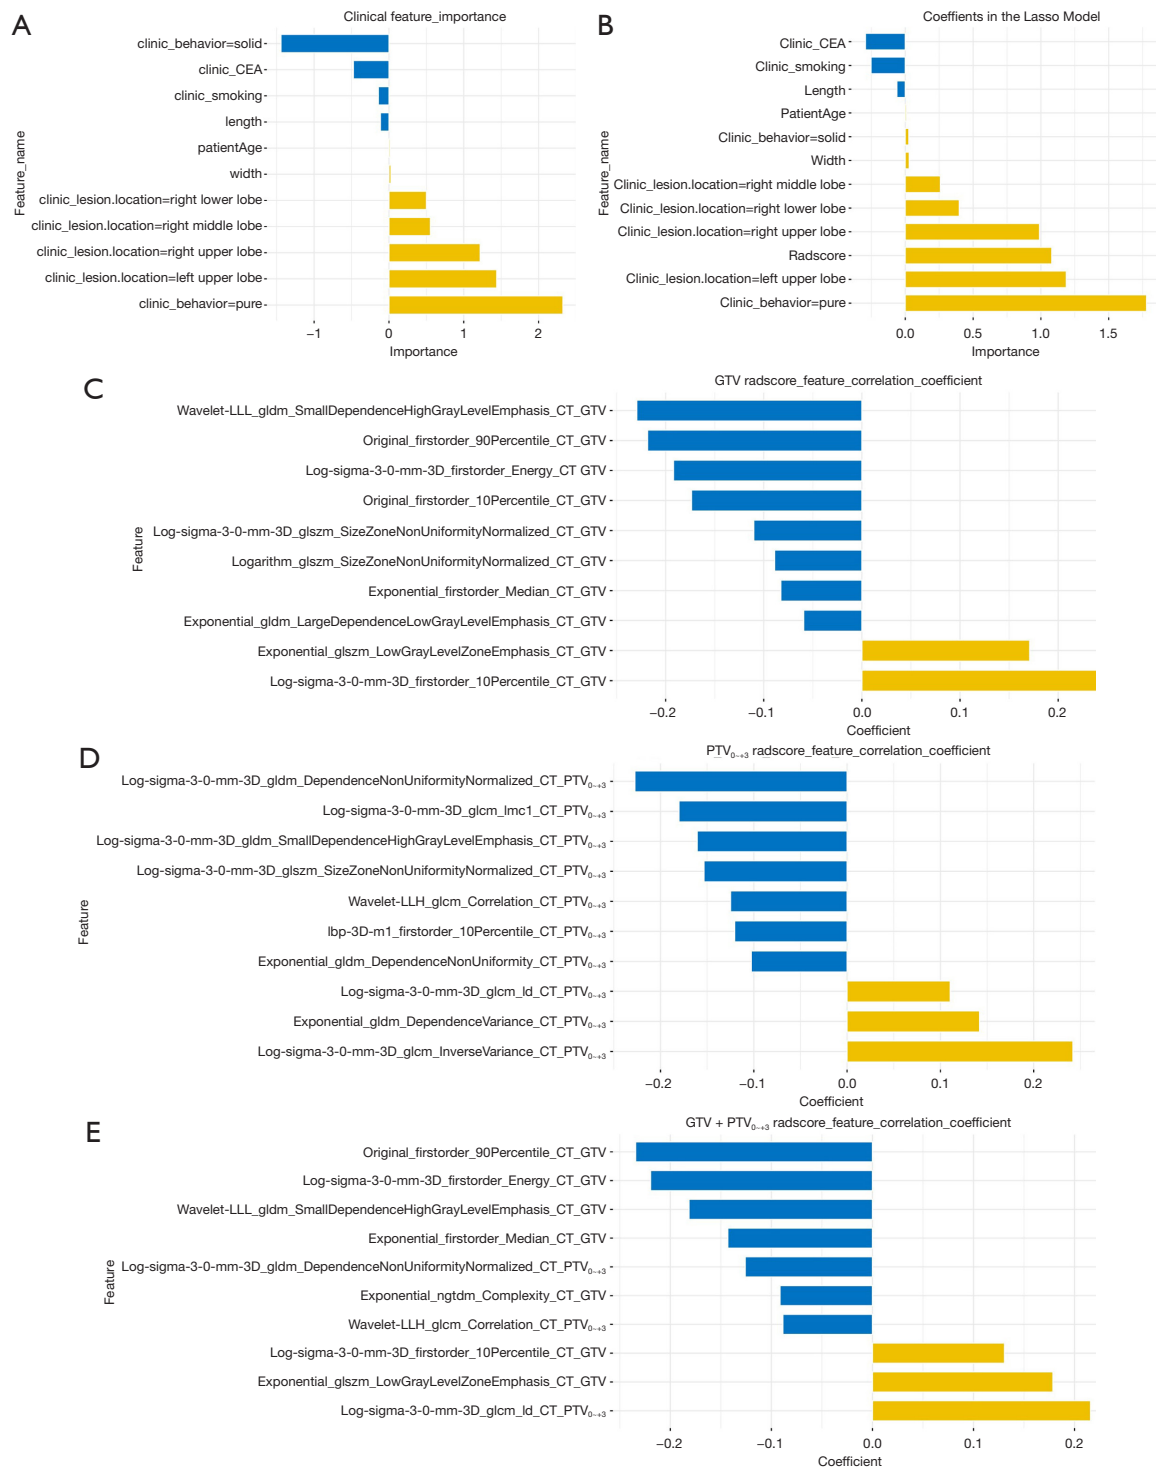 A
Clinical feature_importance
Feature_name
clinic_behavior=solid
clinic_CEA
clinic_smoking
length
patientAge
width
clinic_lesion.location=right lower lobe
clinic_lesion.location=right middle lobe
clinic_lesion.location=right upper lobe
clinic_lesion.location=left upper lobe
clinic_behavior=pure
−1 0 1 2
Importance
B
Coeffients in the Lasso Model
Feature_name
Clinic_CEA
Clinic_smoking
Length
PatientAge
Clinic_behavior=solid
Width
Clinic_lesion.location=right middle lobe
Clinic_lesion.location=right lower lobe
Clinic_lesion.location=right upper lobe
Radscore
Clinic_lesion.location=left upper lobe
Clinic_behavior=pure
0.0 0.5 1.0 1.5
Importance
C
GTV radscore_feature_correlation_coefficient
Feature
Wavelet-LLL_gldm_SmallDependenceHighGrayLevelEmphasis_CT_GTV
Original_firstorder_90Percentile_CT_GTV
Log-sigma-3-0-mm-3D_firstorder_Energy_CT GTV
Original_firstorder_10Percentile_CT_GTV
Log-sigma-3-0-mm-3D_glszm_SizeZoneNonUniformityNormalized_CT_GTV
Logarithm_glszm_SizeZoneNonUniformityNormalized_CT_GTV
Exponential_firstorder_Median_CT_GTV
Exponential_gldm_LargeDependenceLowGrayLevelEmphasis_CT_GTV
Exponential_glszm_LowGrayLevelZoneEmphasis_CT_GTV
Log-sigma-3-0-mm-3D_firstorder_10Percentile_CT_GTV
−0.2 −0.1 0.0 0.1 0.2
Coefficient
D
PTV0~+3 radscore_feature_correlation_coefficient
Feature
Log-sigma-3-0-mm-3D_gldm_DependenceNonUniformityNormalized_CT_PTV0~+3
Log-sigma-3-0-mm-3D_glcm_lmc1_CT_PTV0~+3
Log-sigma-3-0-mm-3D_gldm_SmallDependenceHighGrayLevelEmphasis_CT_PTV0~+3
Log-sigma-3-0-mm-3D_glszm_SizeZoneNonUniformityNormalized_CT_PTV0~+3
Wavelet-LLH_glcm_Correlation_CT_PTV0~+3
lbp-3D-m1_firstorder_10Percentile_CT_PTV0~+3
Exponential_gldm_DependenceNonUniformity_CT_PTV0~+3
Log-sigma-3-0-mm-3D_glcm_ld_CT_PTV0~+3
Exponential_gldm_DependenceVariance_CT_PTV0~+3
Log-sigma-3-0-mm-3D_glcm_InverseVariance_CT_PTV0~+3
−0.2 −0.1 0.0 0.1 0.2
Coefficient
E
GTV + PTV0~+3 radscore_feature_correlation_coefficient
Feature
Original_firstorder_90Percentile_CT_GTV
Log-sigma-3-0-mm-3D_firstorder_Energy_CT_GTV
Wavelet-LLL_gldm_SmallDependenceHighGrayLevelEmphasis_CT_GTV
Exponential_firstorder_Median_CT_GTV
Log-sigma-3-0-mm-3D_gldm_DependenceNonUniformityNormalized_CT_PTV0~+3
Exponential_ngtdm_Complexity_CT_GTV
Wavelet-LLH_glcm_Correlation_CT_PTV0~+3
Log-sigma-3-0-mm-3D_firstorder_10Percentile_CT_GTV
Exponential_glszm_LowGrayLevelZoneEmphasis_CT_GTV
Log-sigma-3-0-mm-3D_glcm_ld_CT_PTV0~+3
−0.2 −0.1 0.0 0.1 0.2
Coefficient